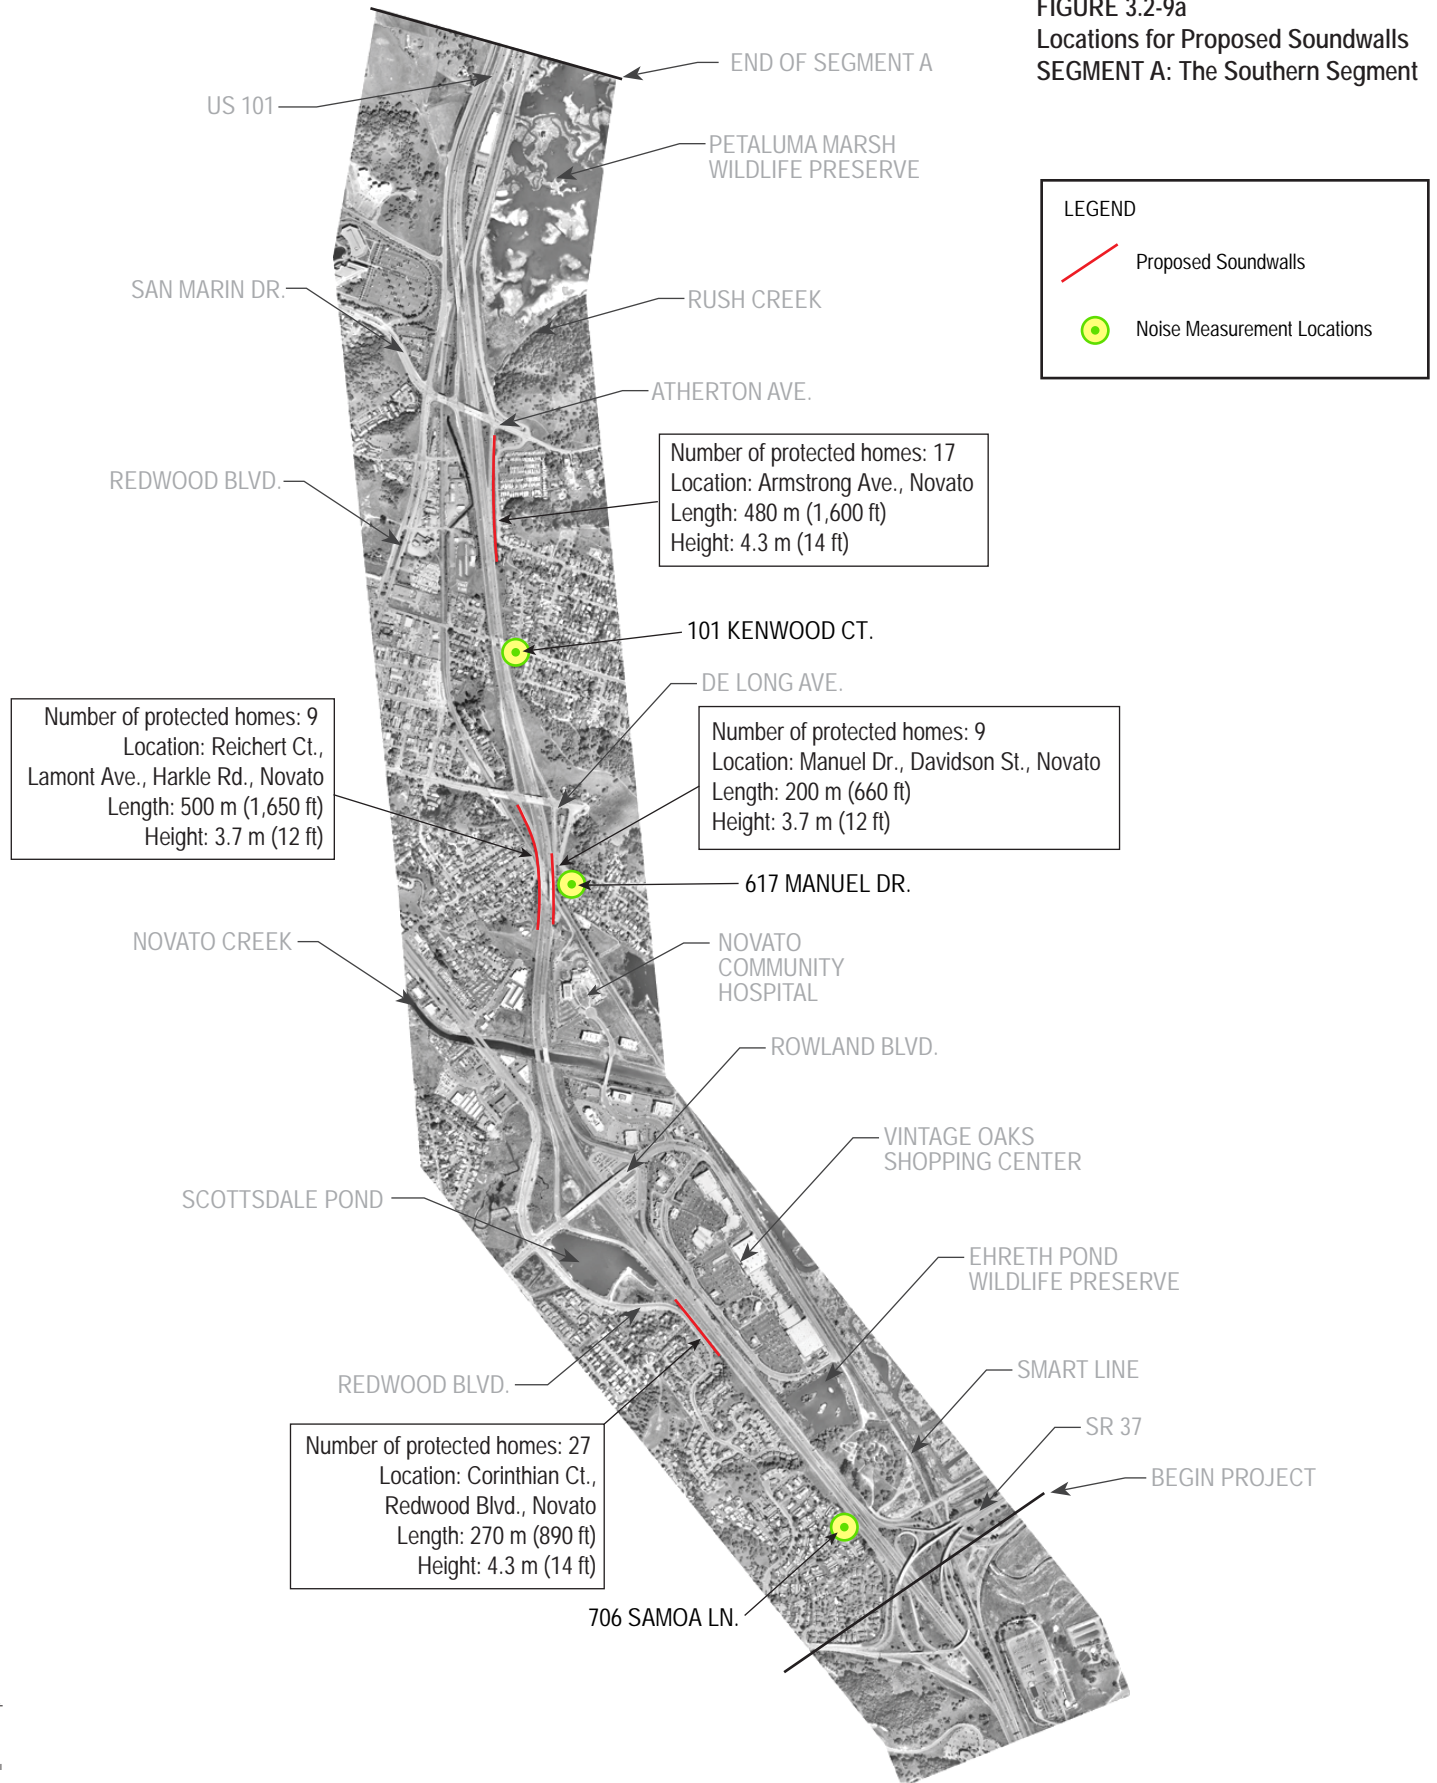 FIGURE 3.2-9a
Locations for Proposed Soundwalls
SEGMENT A: The Southern Segment
END OF SEGMENT A
US 101
PETALUMA MARSH
WILDLIFE PRESERVE
LEGEND
Proposed Soundwalls
Noise Measurement Locations
SAN MARIN DR.
RUSH CREEK
ATHERTON AVE.
Number of protected homes: 17
Location: Armstrong Ave., Novato
Length: 480 m (1,600 ft)
Height: 4.3 m (14 ft)
REDWOOD BLVD.
101 KENWOOD CT.
DE LONG AVE.
Number of protected homes: 9
Location: Reichert Ct.,
Lamont Ave., Harkle Rd., Novato
Length: 500 m (1,650 ft)
Height: 3.7 m (12 ft)
Number of protected homes: 9
Location: Manuel Dr., Davidson St., Novato
Length: 200 m (660 ft)
Height: 3.7 m (12 ft)
617 MANUEL DR.
NOVATO CREEK
NOVATO
COMMUNITY
HOSPITAL
ROWLAND BLVD.
VINTAGE OAKS
SHOPPING CENTER
SCOTTSDALE POND
EHRETH POND
WILDLIFE PRESERVE
REDWOOD BLVD.
SMART LINE
SR 37
Number of protected homes: 27
Location: Corinthian Ct.,
Redwood Blvd., Novato
Length: 270 m (890 ft)
Height: 4.3 m (14 ft)
BEGIN PROJECT
706 SAMOA LN.